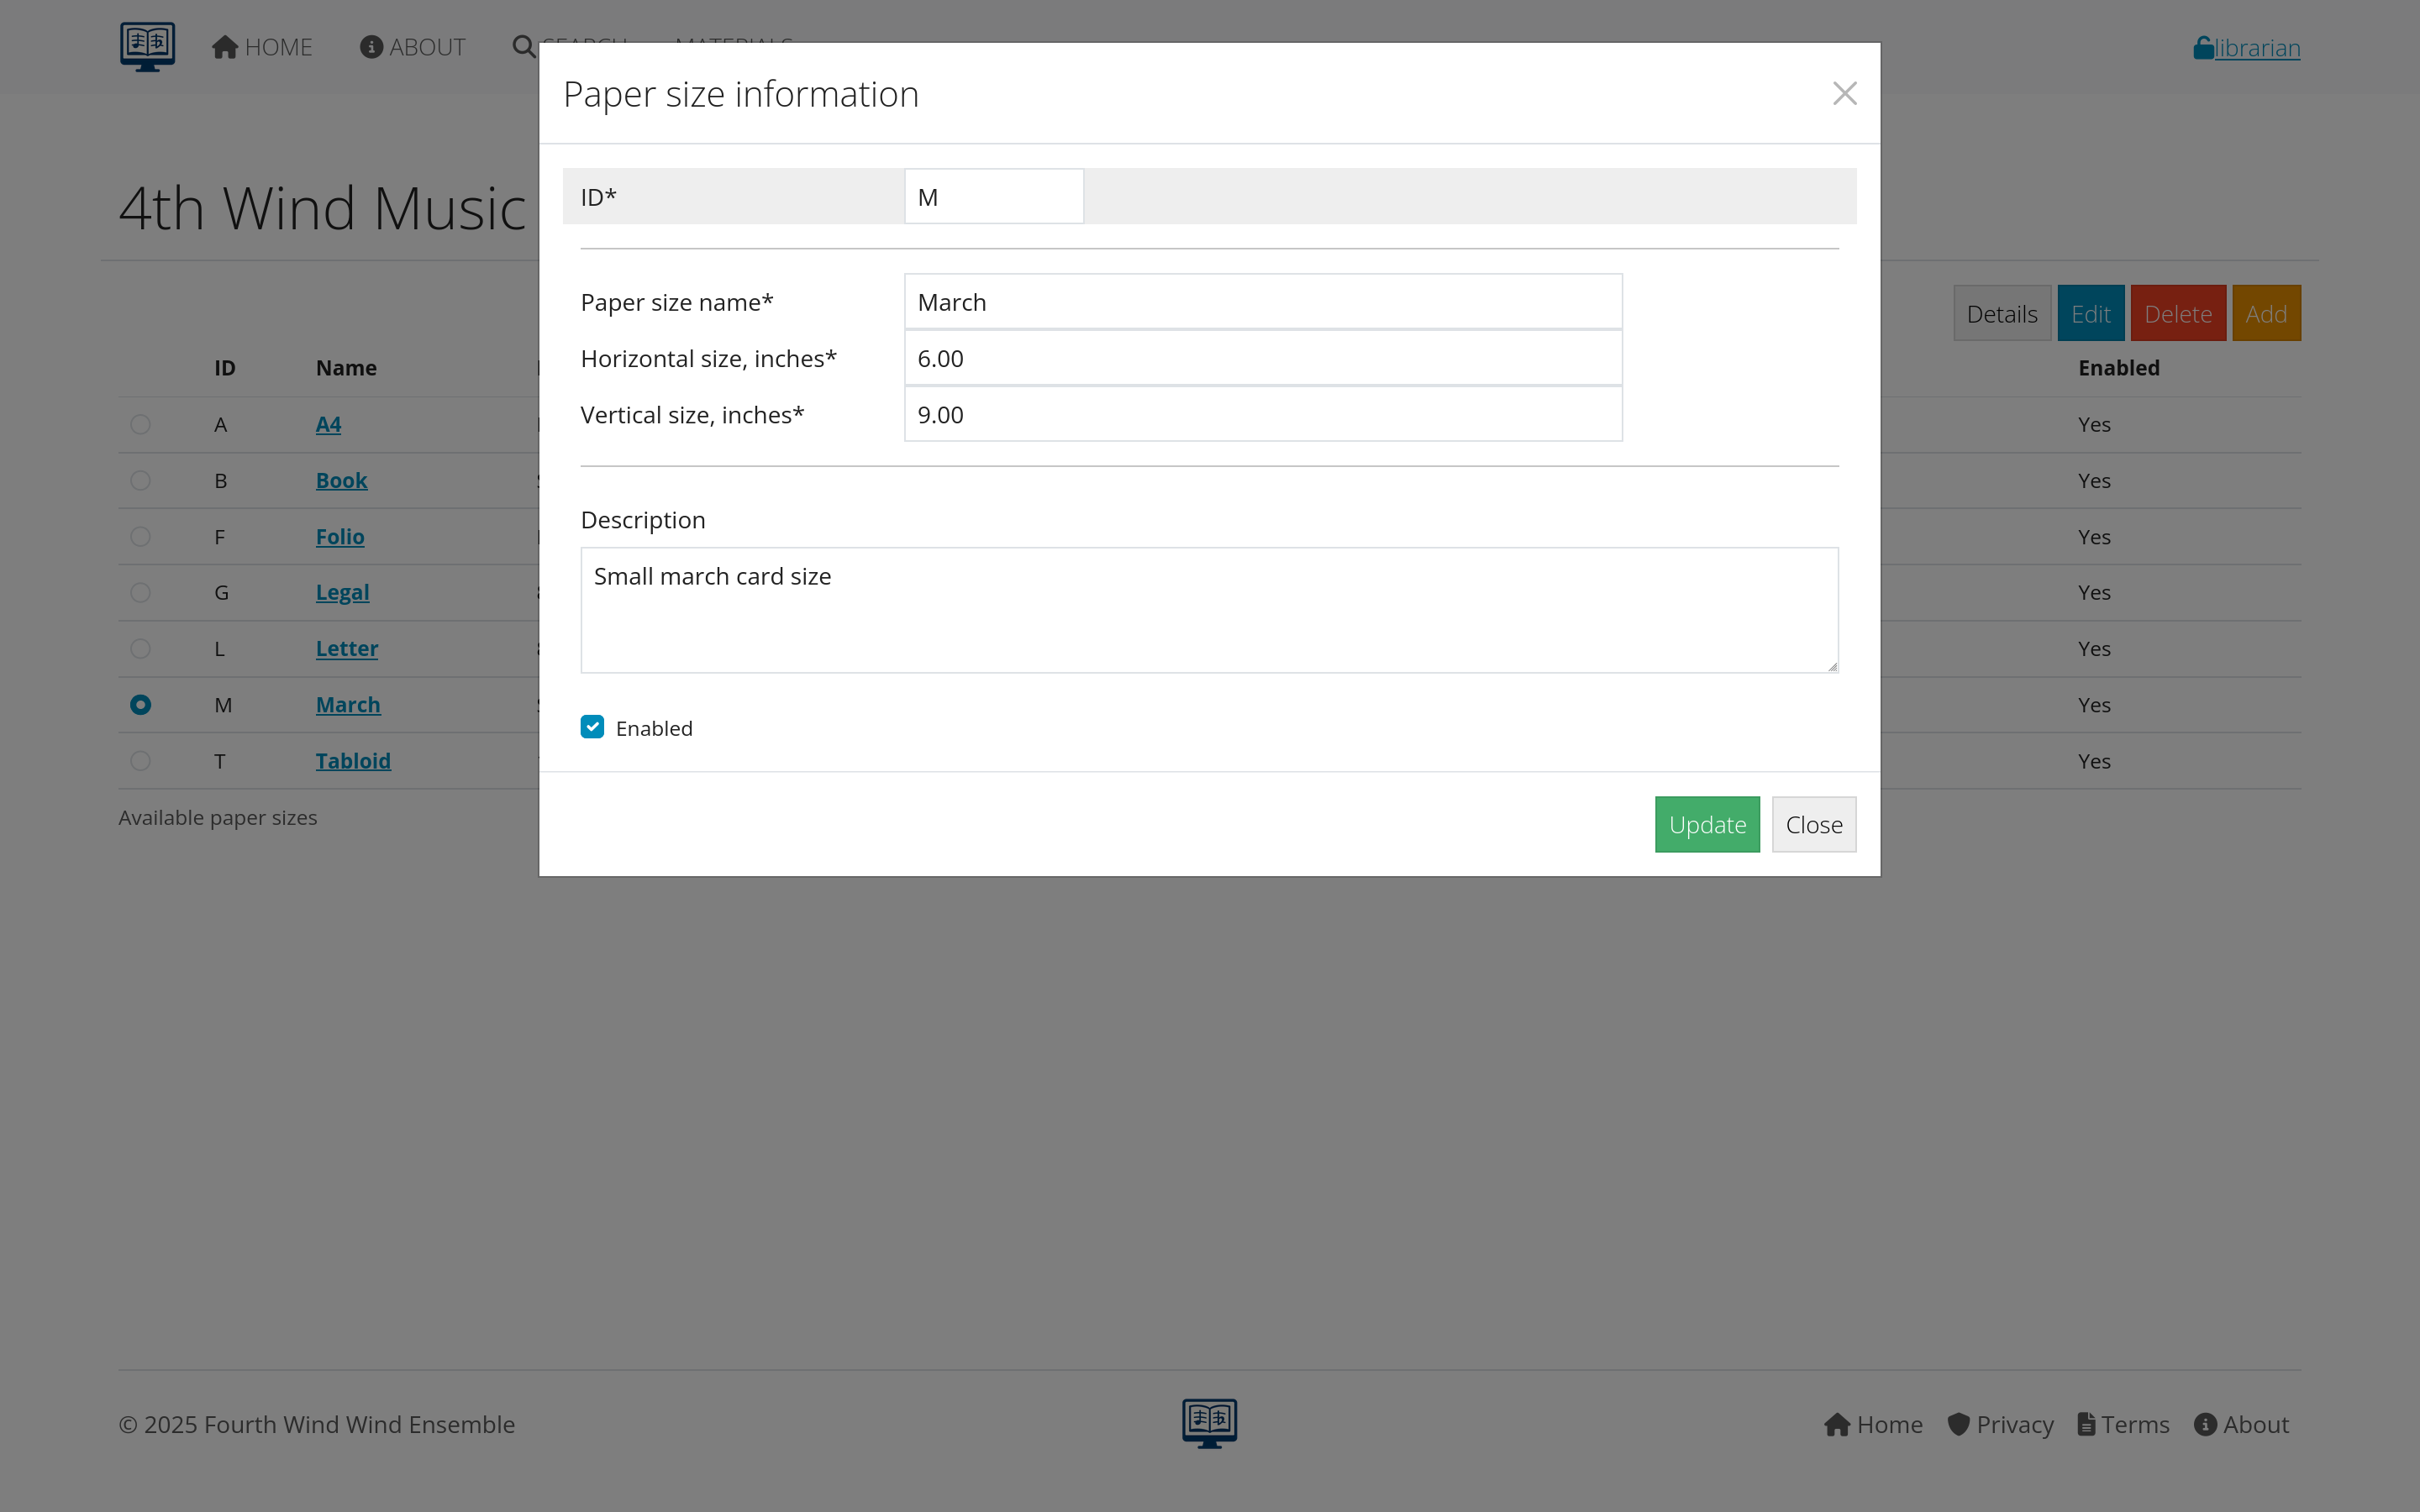 HOME ABOUT SEARCH MATERIALS librarian
Paper size information
ID* M
4th Wind Music
Paper size name* March
Horizontal size, inches* 6.00
Vertical size, inches* 9.00
Details Edit Delete Add
ID Name Enabled
A A4 Yes
B Book Yes
F Folio Yes
G Legal Yes
L Letter Yes
M March Yes
T Tabloid Yes
Available paper sizes
Description
Small march card size
Enabled
Update Close
© 2025 Fourth Wind Wind Ensemble
Home Privacy Terms About